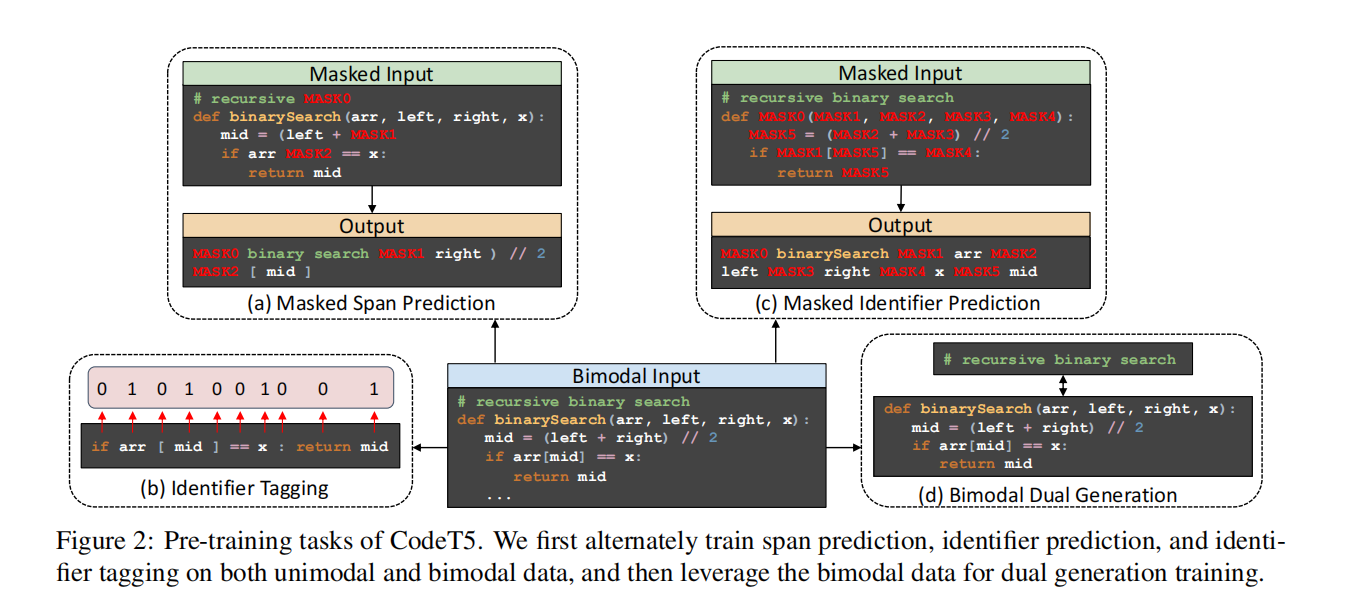 Masked Input
# recursive MASK0
def binarySearch(arr, left, right, x):
mid = (left + MASK1
if arr MASK2 == x:
return mid
Output
MASK0 binary search MASK1 right ) // 2
MASK2 [ mid ]
(a) Masked Span Prediction
Masked Input
# recursive binary search
def MASK0(MASK1, MASK2, MASK3, MASK4):
MASK5 = (MASK2 + MASK3) // 2
if MASK1[MASK5] == MASK4:
return MASK5
Output
MASK0 binarySearch MASK1 arr MASK2
left MASK3 right MASK4 x MASK5 mid
(c) Masked Identifier Prediction
0 1 0 1 0 0 1 0 0 1
if arr [ mid ] == x : return mid
(b) Identifier Tagging
Bimodal Input
# recursive binary search
def binarySearch(arr, left, right, x):
mid = (left + right) // 2
if arr[mid] == x:
return mid
...
# recursive binary search
def binarySearch(arr, left, right, x):
mid = (left + right) // 2
if arr[mid] == x:
return mid
(d) Bimodal Dual Generation
Figure 2: Pre-training tasks of CodeT5. We first alternately train span prediction, identifier prediction, and identi-
fier tagging on both unimodal and bimodal data, and then leverage the bimodal data for dual generation training.